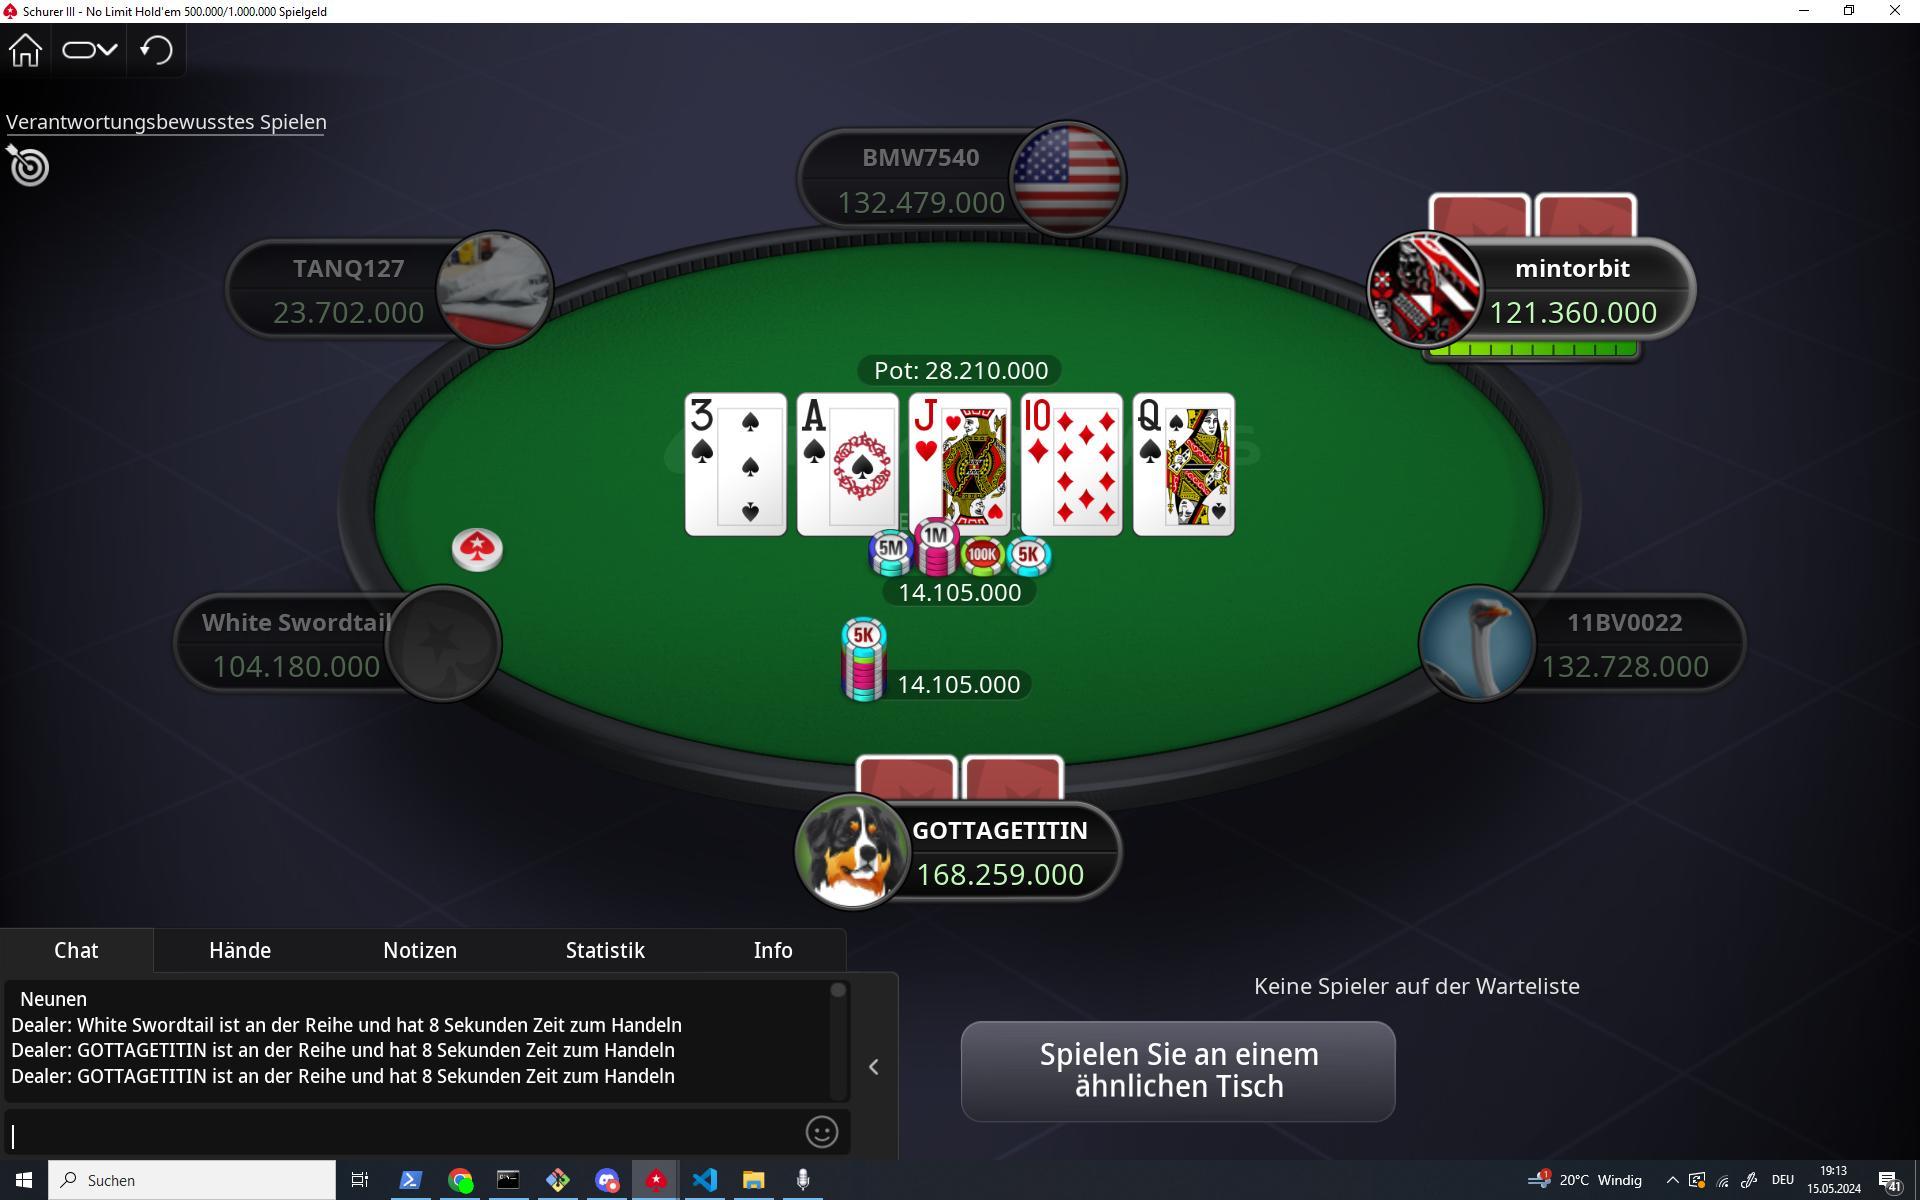 Schurer III - No Limit Hold'em 500.000/1.000.000 Spielgeld
Verantwortungsbewusstes Spielen
BMW7540
132.479.000
TANQ127
23.702.000
mintorbit
121.360.000
Pot: 28.210.000
3
A
J
10
Q
5M
1M
100K
5K
14.105.000
5K
14.105.000
White Swordtail
104.180.000
11BV0022
132.728.000
GOTTAGETITIN
168.259.000
Chat Hände Notizen Statistik Info
Neunen
Dealer: White Swordtail ist an der Reihe und hat 8 Sekunden Zeit zum Handeln
Dealer: GOTTAGETITIN ist an der Reihe und hat 8 Sekunden Zeit zum Handeln
Dealer: GOTTAGETITIN ist an der Reihe und hat 8 Sekunden Zeit zum Handeln
Keine Spieler auf der Warteliste
Spielen Sie an einem
ähnlichen Tisch
Suchen
1
20°C Windig
DEU
19:13
15.05.2024
41